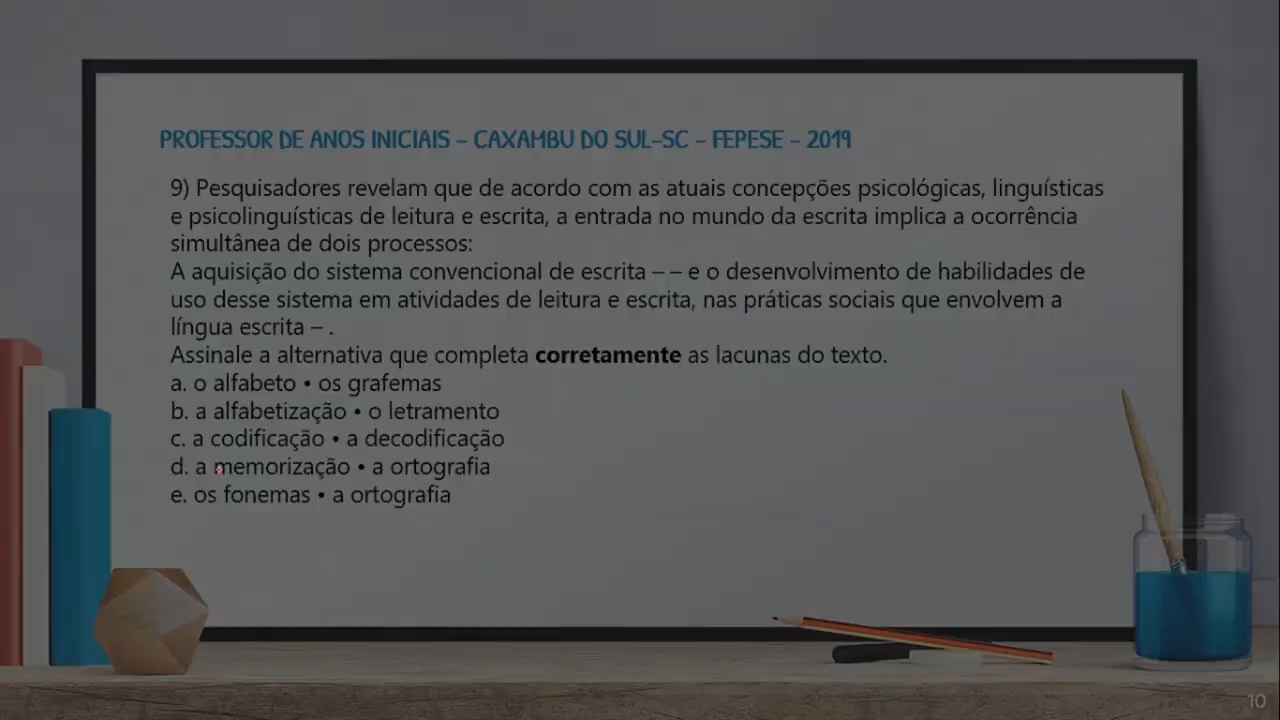 PROFESSOR DE ANOS INICIAIS – CAXAMBU DO SUL-SC – FEPESE – 2019
9) Pesquisadores revelam que de acordo com as atuais concepções psicológicas, linguísticas
e psicolinguísticas de leitura e escrita, a entrada no mundo da escrita implica a ocorrência
simultânea de dois processos:
A aquisição do sistema convencional de escrita – – e o desenvolvimento de habilidades de
uso desse sistema em atividades de leitura e escrita, nas práticas sociais que envolvem a
língua escrita – .
Assinale a alternativa que completa corretamente as lacunas do texto.
a. o alfabeto • os grafemas
b. a alfabetização • o letramento
c. a codificação • a decodificação
d. a memorização • a ortografia
e. os fonemas • a ortografia
10